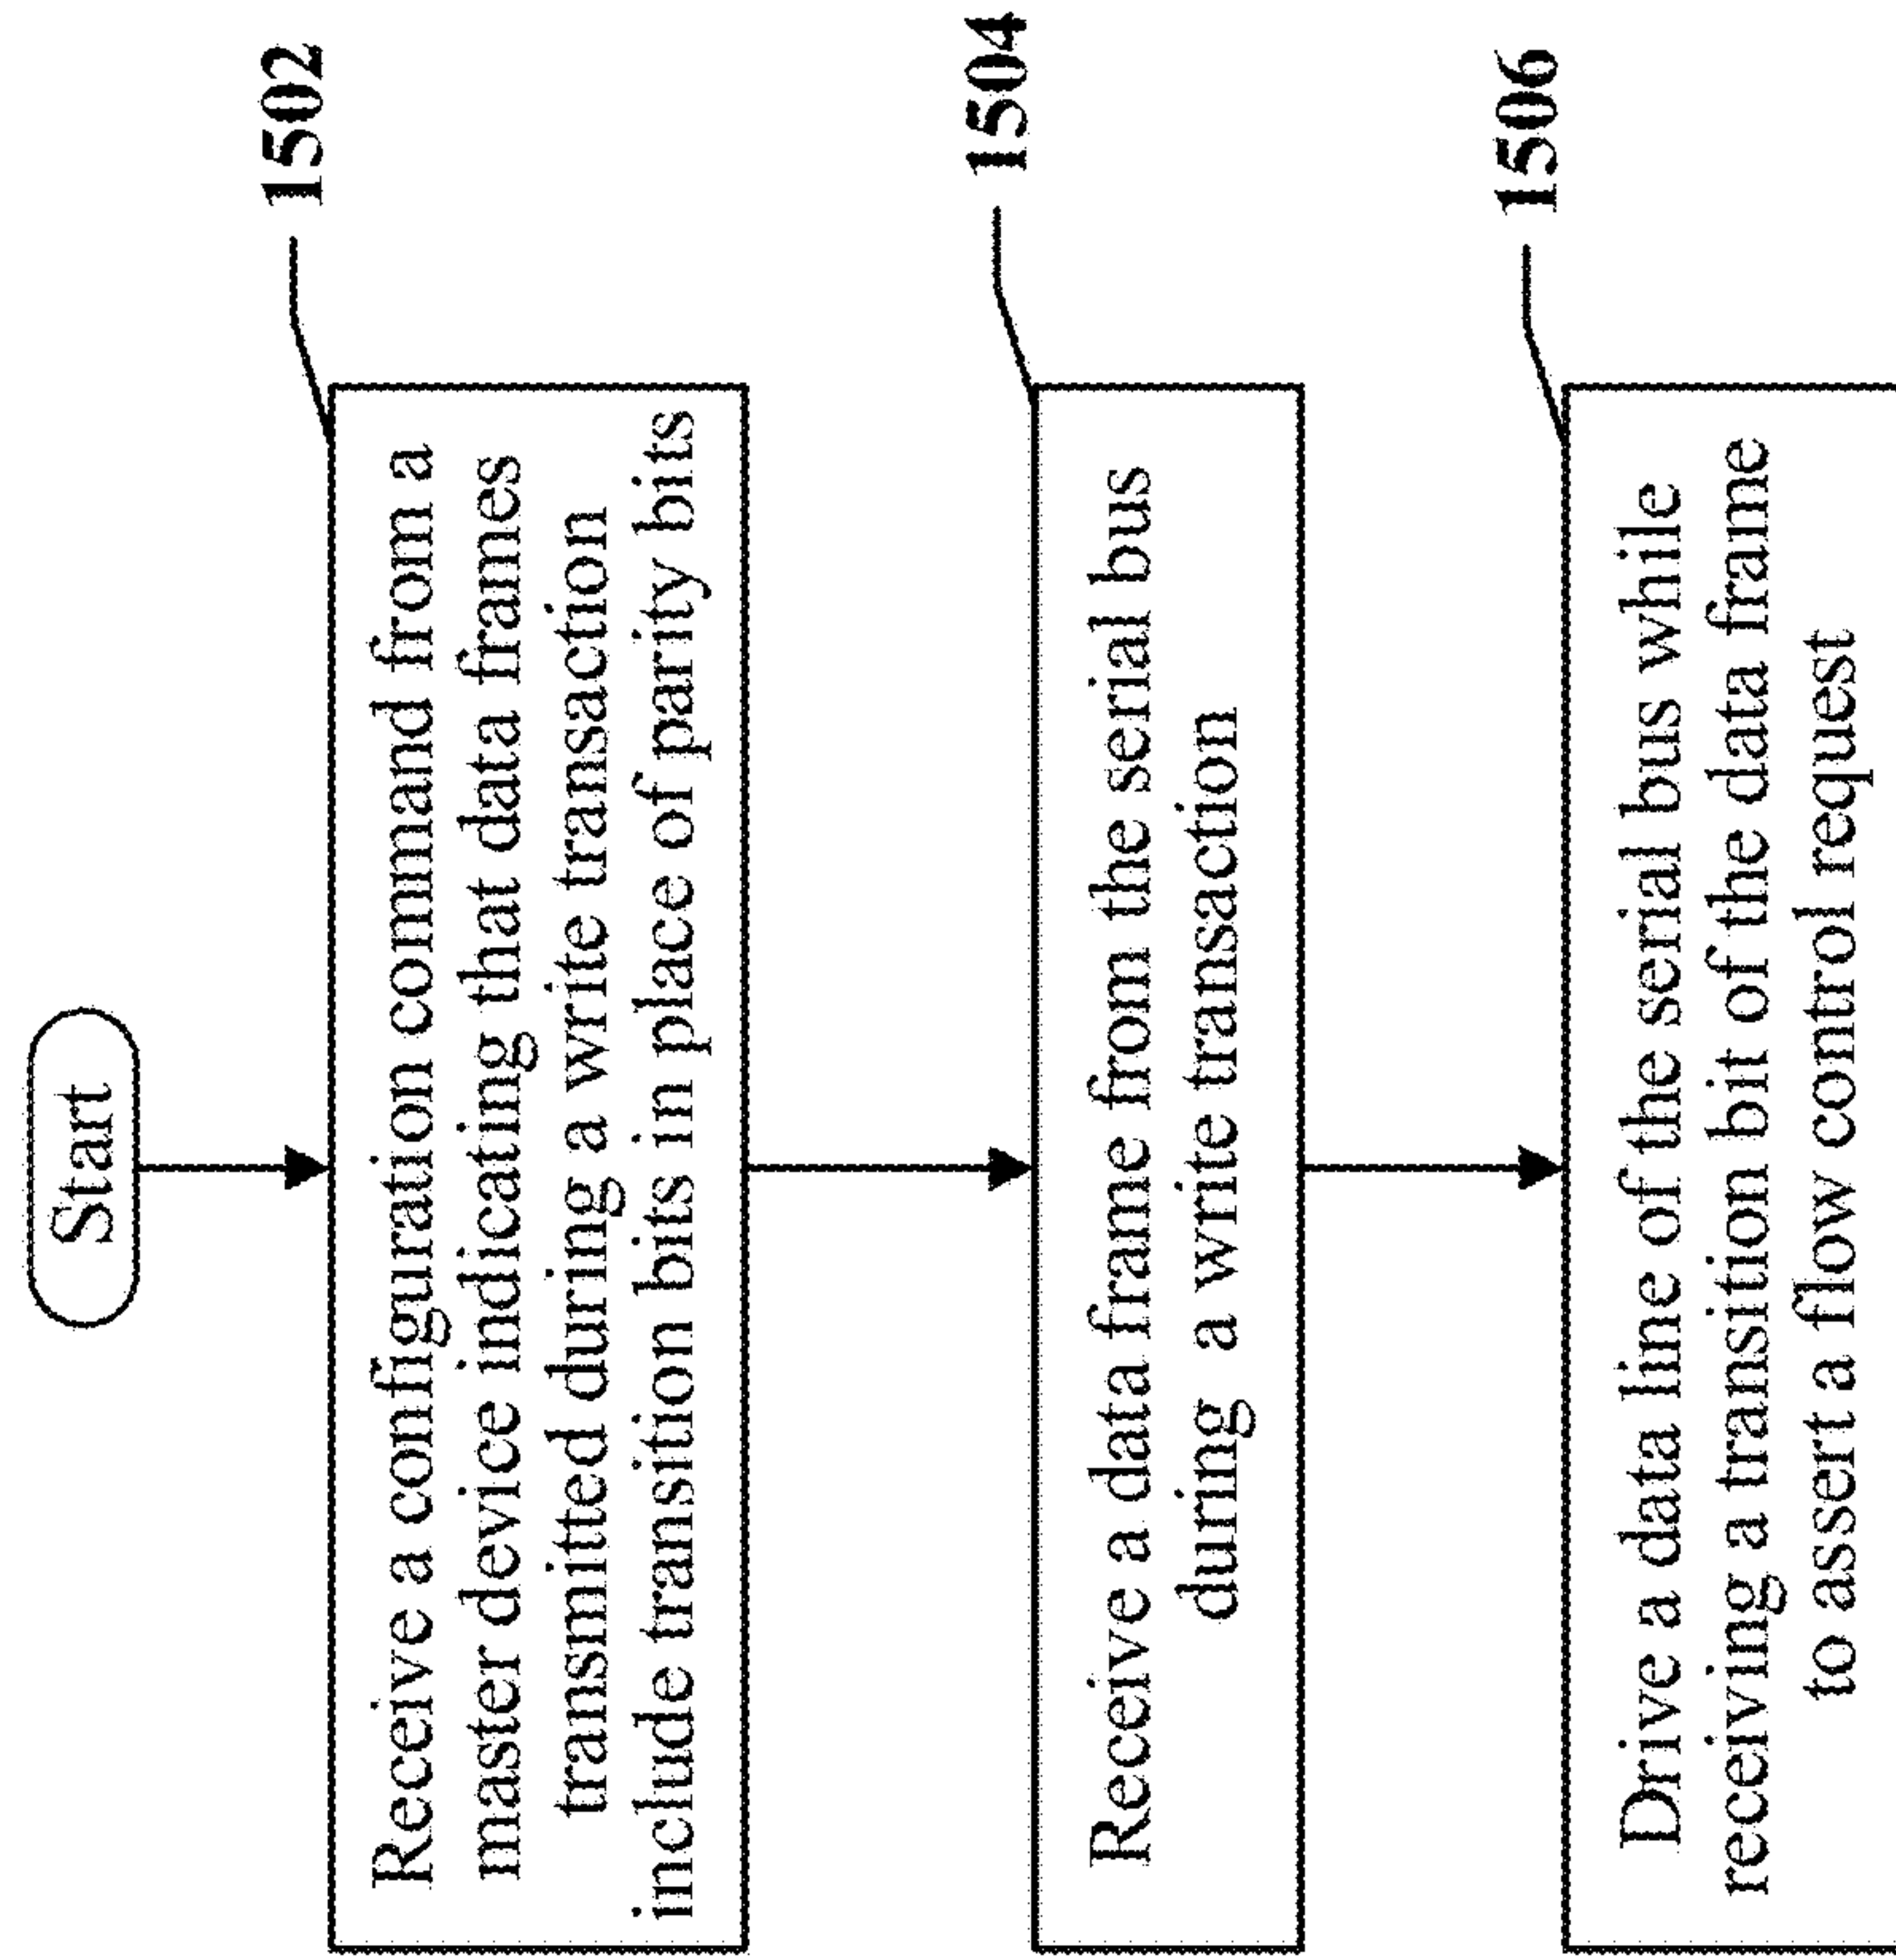 Start
1502
Receive a configuration command from a
master device indicating that data frames
transmitted during a write transaction
include transition bits in place of parity bits
1504
Receive a data frame from the serial bus
during a write transaction
1506
Drive a data line of the serial bus while
receiving a transition bit of the data frame
to assert a flow control request